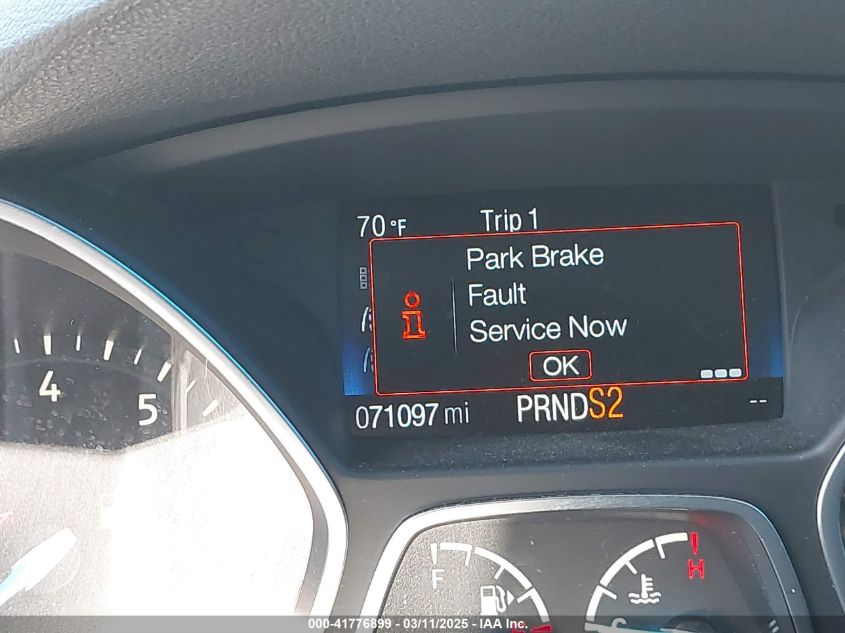 70 °F Trip 1
Park Brake
Fault
Service Now
OK
071097 mi PRNDS2 --
4
5
F
H
000-41776899 / 03/11/2025 - IAA Inc.